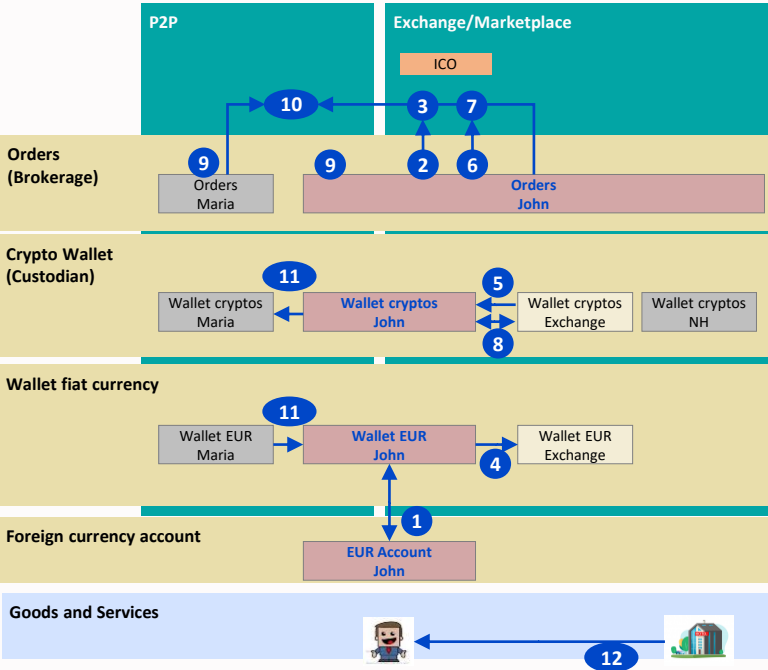 P2P
Exchange/Marketplace
ICO
10
3
7
Orders
(Brokerage)
9
9
2
6
Orders
Maria
Orders
John
Crypto Wallet
(Custodian)
11
5
Wallet cryptos
Maria
Wallet cryptos
John
Wallet cryptos
Exchange
Wallet cryptos
NH
8
Wallet fiat currency
11
Wallet EUR
Maria
Wallet EUR
John
Wallet EUR
Exchange
4
1
Foreign currency account
EUR Account
John
Goods and Services
12